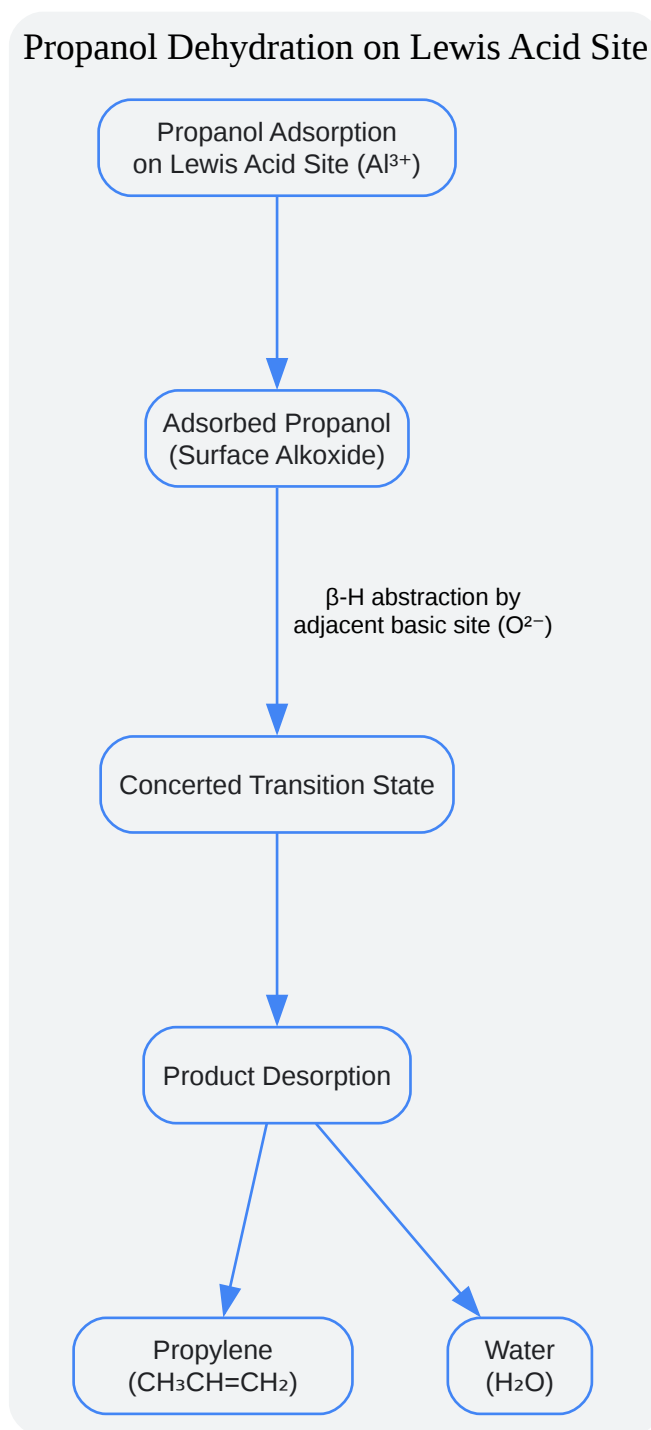 Propanol Dehydration on Lewis Acid Site
Propanol Adsorption
on Lewis Acid Site (Al³⁺)
Adsorbed Propanol
(Surface Alkoxide)
β-H abstraction by
adjacent basic site (O²⁻)
Concerted Transition State
Product Desorption
Propylene
(CH₃CH=CH₂)
Water
(H₂O)